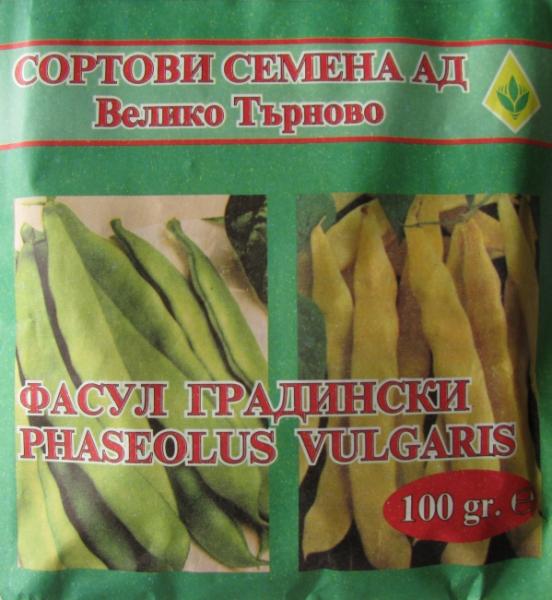 СОРТОВИ СЕМЕНА АД
Велико Търново
ФАСУЛ ГРАДИНСКИ
PHASEOLUS VULGARIS
100 gr. ℮